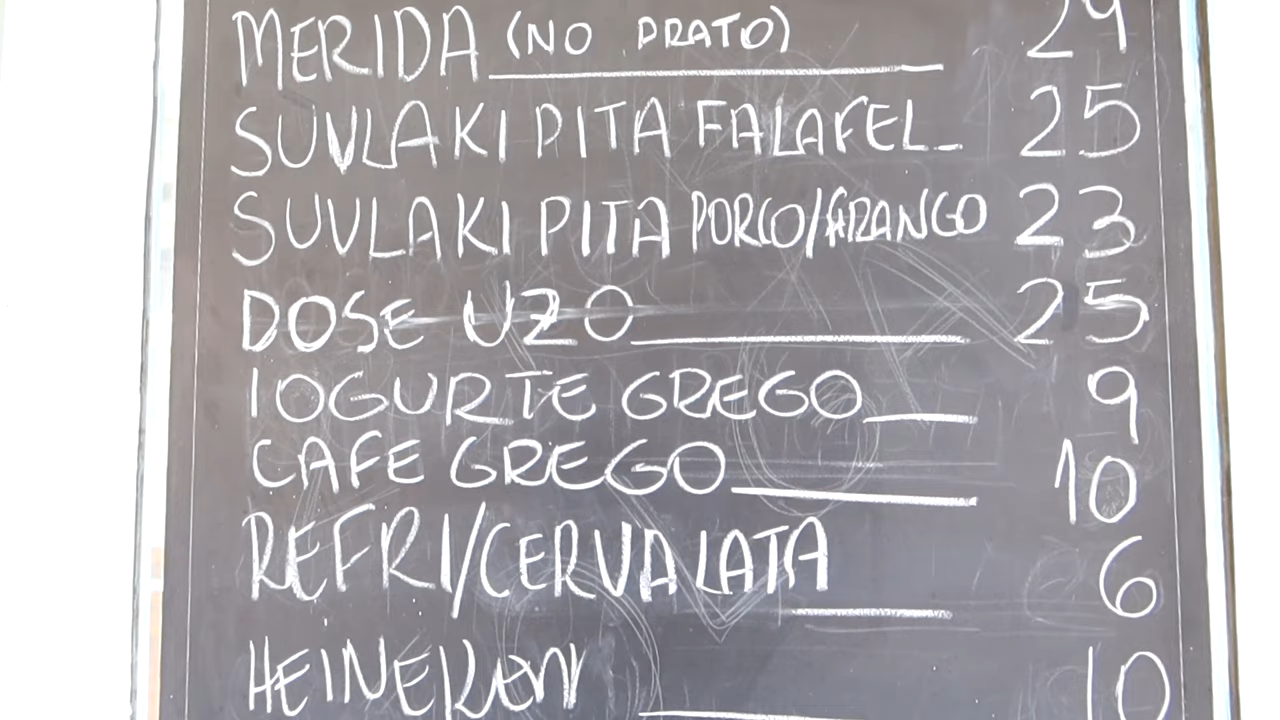 MERIDA (NO PRATO) 29
SUVLAKI PITA FALAFEL 25
SUVLAKI PITA PORCO/FRANGO 23
DOSE UZO 25
IOGURTE GREGO 9
CAFE GREGO 10
REFRI/CERVA LATA 6
HEINEKEN 10